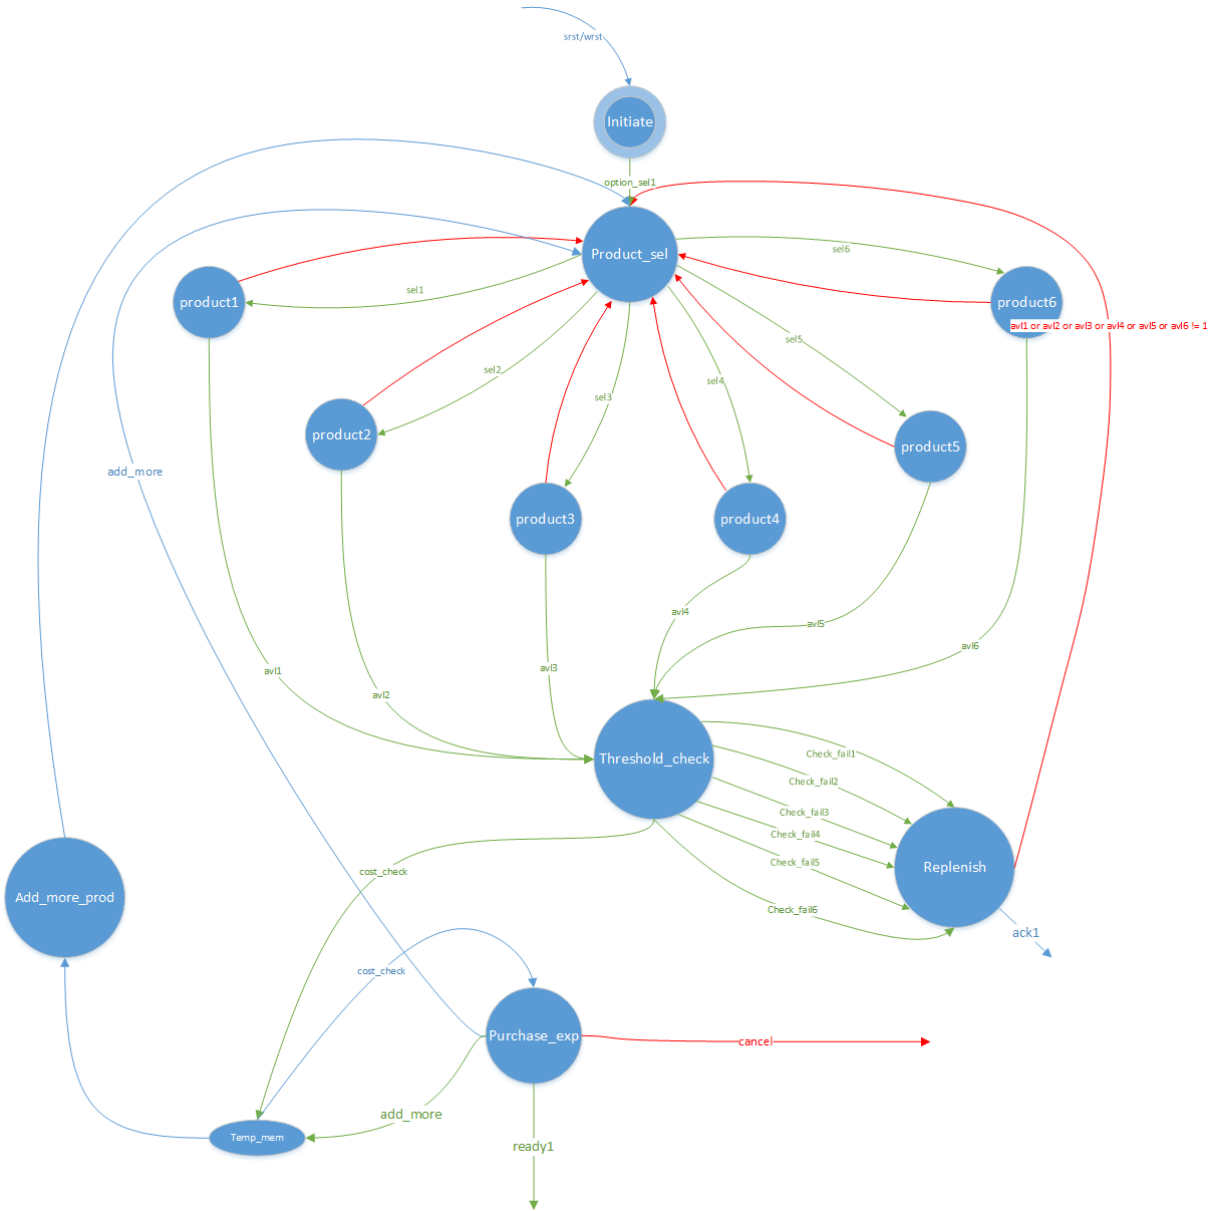 srst/wrst
Initiate
option_sel1
Product_sel
sel6
product1
sel1
product6
avl1 or avl2 or avl3 or avl4 or avl5 or avl6 != 1
sel5
sel2
sel4
sel3
product2
product5
add_more
product3
product4
avl4
avl5
avl6
avl3
avl1
avl2
Threshold_check
Check_fail1
Check_fail2
Check_fail3
Check_fail4
Check_fail5
Check_fail6
Replenish
cost_check
Add_more_prod
ack1
cost_check
Purchase_exp
cancel
add_more
Temp_mem
ready1